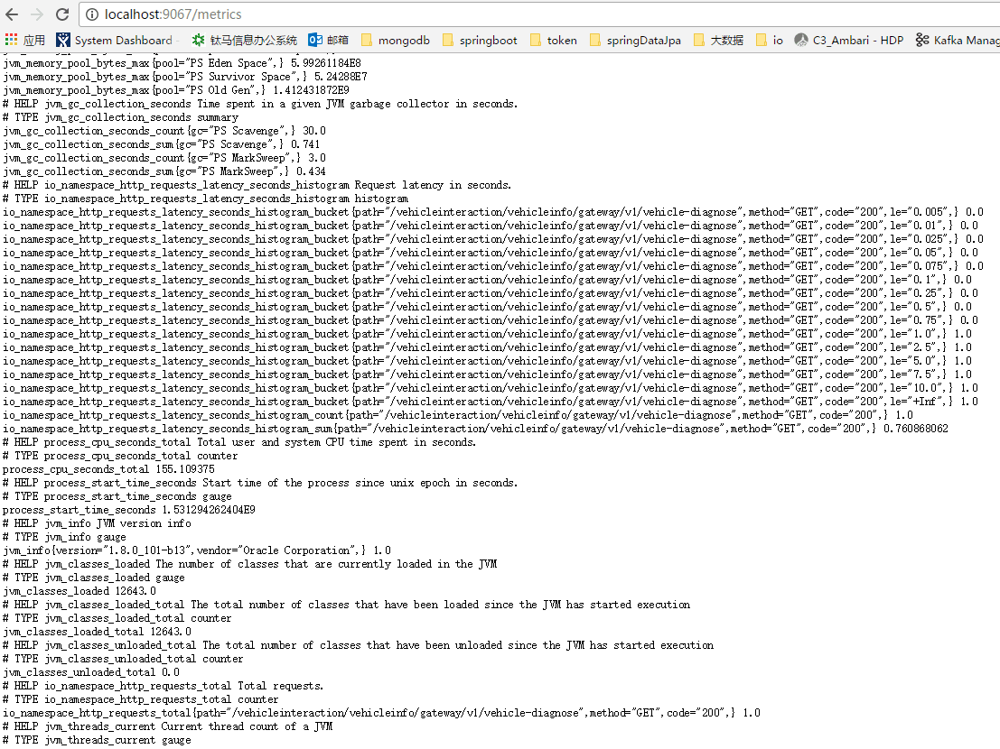 localhost:9067/metrics
应用 System Dashboard 钛马信息办公系统 邮箱 mongodb springboot token springDataJpa 大数据 io C3_Ambari - HDP Kafka Manag
jvm_memory_pool_bytes_max{pool="PS Eden Space",} 5.99261184E8
jvm_memory_pool_bytes_max{pool="PS Survivor Space",} 5.24288E7
jvm_memory_pool_bytes_max{pool="PS Old Gen",} 1.412431872E9
# HELP jvm_gc_collection_seconds Time spent in a given JVM garbage collector in seconds.
# TYPE jvm_gc_collection_seconds summary
jvm_gc_collection_seconds_count{gc="PS Scavenge",} 30.0
jvm_gc_collection_seconds_sum{gc="PS Scavenge",} 0.741
jvm_gc_collection_seconds_count{gc="PS MarkSweep",} 3.0
jvm_gc_collection_seconds_sum{gc="PS MarkSweep",} 0.434
# HELP io_namespace_http_requests_latency_seconds_histogram Request latency in seconds.
# TYPE io_namespace_http_requests_latency_seconds_histogram histogram
io_namespace_http_requests_latency_seconds_histogram_bucket{path="/vehicleinteraction/vehicleinfo/gateway/v1/vehicle-diagnose",method="GET",code="200",le="0.005",} 0.0
io_namespace_http_requests_latency_seconds_histogram_bucket{path="/vehicleinteraction/vehicleinfo/gateway/v1/vehicle-diagnose",method="GET",code="200",le="0.01",} 0.0
io_namespace_http_requests_latency_seconds_histogram_bucket{path="/vehicleinteraction/vehicleinfo/gateway/v1/vehicle-diagnose",method="GET",code="200",le="0.025",} 0.0
io_namespace_http_requests_latency_seconds_histogram_bucket{path="/vehicleinteraction/vehicleinfo/gateway/v1/vehicle-diagnose",method="GET",code="200",le="0.05",} 0.0
io_namespace_http_requests_latency_seconds_histogram_bucket{path="/vehicleinteraction/vehicleinfo/gateway/v1/vehicle-diagnose",method="GET",code="200",le="0.075",} 0.0
io_namespace_http_requests_latency_seconds_histogram_bucket{path="/vehicleinteraction/vehicleinfo/gateway/v1/vehicle-diagnose",method="GET",code="200",le="0.1",} 0.0
io_namespace_http_requests_latency_seconds_histogram_bucket{path="/vehicleinteraction/vehicleinfo/gateway/v1/vehicle-diagnose",method="GET",code="200",le="0.25",} 0.0
io_namespace_http_requests_latency_seconds_histogram_bucket{path="/vehicleinteraction/vehicleinfo/gateway/v1/vehicle-diagnose",method="GET",code="200",le="0.5",} 0.0
io_namespace_http_requests_latency_seconds_histogram_bucket{path="/vehicleinteraction/vehicleinfo/gateway/v1/vehicle-diagnose",method="GET",code="200",le="0.75",} 0.0
io_namespace_http_requests_latency_seconds_histogram_bucket{path="/vehicleinteraction/vehicleinfo/gateway/v1/vehicle-diagnose",method="GET",code="200",le="1.0",} 1.0
io_namespace_http_requests_latency_seconds_histogram_bucket{path="/vehicleinteraction/vehicleinfo/gateway/v1/vehicle-diagnose",method="GET",code="200",le="2.5",} 1.0
io_namespace_http_requests_latency_seconds_histogram_bucket{path="/vehicleinteraction/vehicleinfo/gateway/v1/vehicle-diagnose",method="GET",code="200",le="5.0",} 1.0
io_namespace_http_requests_latency_seconds_histogram_bucket{path="/vehicleinteraction/vehicleinfo/gateway/v1/vehicle-diagnose",method="GET",code="200",le="7.5",} 1.0
io_namespace_http_requests_latency_seconds_histogram_bucket{path="/vehicleinteraction/vehicleinfo/gateway/v1/vehicle-diagnose",method="GET",code="200",le="10.0",} 1.0
io_namespace_http_requests_latency_seconds_histogram_bucket{path="/vehicleinteraction/vehicleinfo/gateway/v1/vehicle-diagnose",method="GET",code="200",le="+Inf",} 1.0
io_namespace_http_requests_latency_seconds_histogram_count{path="/vehicleinteraction/vehicleinfo/gateway/v1/vehicle-diagnose",method="GET",code="200",} 1.0
io_namespace_http_requests_latency_seconds_histogram_sum{path="/vehicleinteraction/vehicleinfo/gateway/v1/vehicle-diagnose",method="GET",code="200",} 0.760868062
# HELP process_cpu_seconds_total Total user and system CPU time spent in seconds.
# TYPE process_cpu_seconds_total counter
process_cpu_seconds_total 155.109375
# HELP process_start_time_seconds Start time of the process since unix epoch in seconds.
# TYPE process_start_time_seconds gauge
process_start_time_seconds 1.531294262404E9
# HELP jvm_info JVM version info
# TYPE jvm_info gauge
jvm_info{version="1.8.0_101-b13",vendor="Oracle Corporation",} 1.0
# HELP jvm_classes_loaded The number of classes that are currently loaded in the JVM
# TYPE jvm_classes_loaded gauge
jvm_classes_loaded 12643.0
# HELP jvm_classes_loaded_total The total number of classes that have been loaded since the JVM has started execution
# TYPE jvm_classes_loaded_total counter
jvm_classes_loaded_total 12643.0
# HELP jvm_classes_unloaded_total The total number of classes that have been unloaded since the JVM has started execution
# TYPE jvm_classes_unloaded_total counter
jvm_classes_unloaded_total 0.0
# HELP io_namespace_http_requests_total Total requests.
# TYPE io_namespace_http_requests_total counter
io_namespace_http_requests_total{path="/vehicleinteraction/vehicleinfo/gateway/v1/vehicle-diagnose",method="GET",code="200",} 1.0
# HELP jvm_threads_current Current thread count of a JVM
# TYPE jvm_threads_current gauge